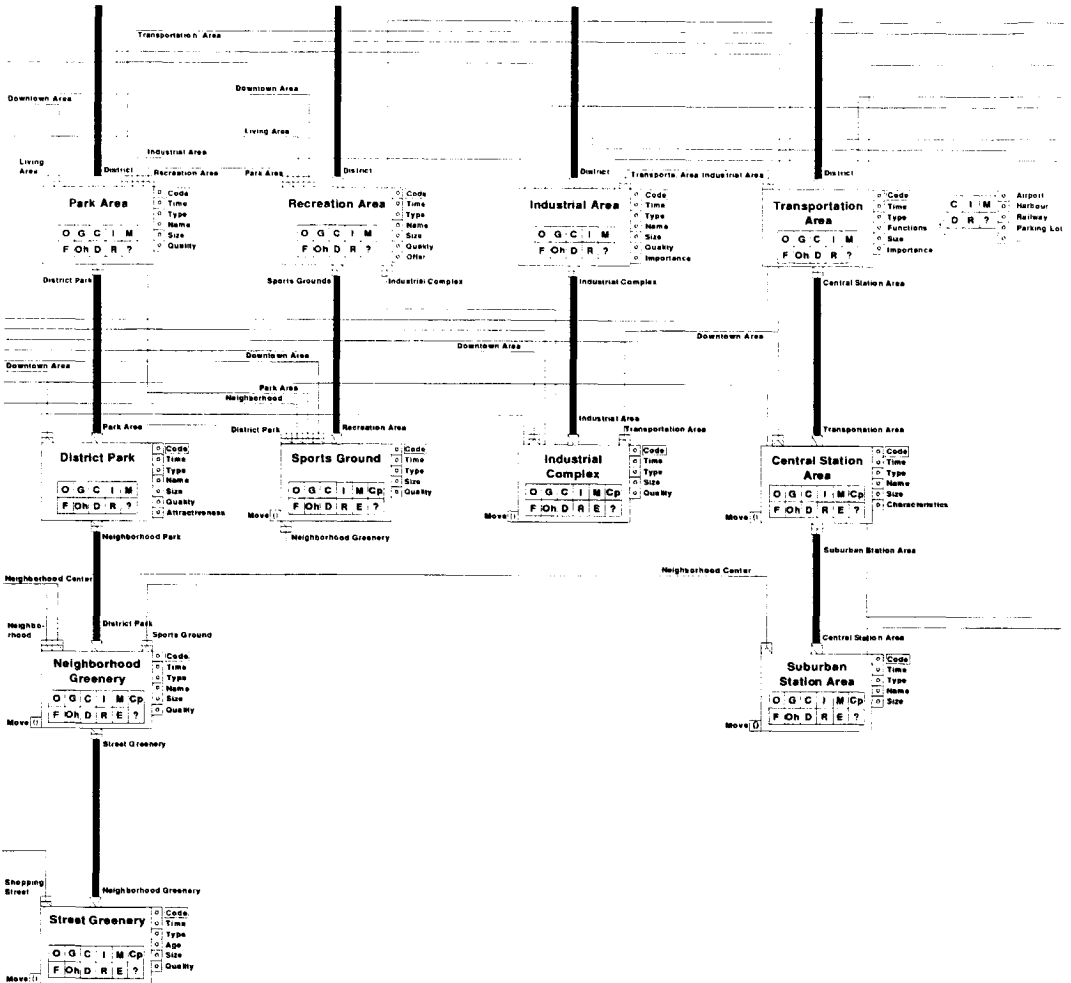 Transportation Area
Downtown Area
Downtown Area
Living Area
Industrial Area
Living
Area
District
Recreation Area
Park Area
District
District
Transporta. Area Industrial Area
District
Park Area
O G C I M
F Oh D R ?
Code
Time
Type
Name
Size
Quality
Recreation Area
O G C I M
F Oh D R ?
Code
Time
Type
Name
Size
Quality
Offer
Industrial Area
O G C I M
F Oh D R ?
Code
Time
Type
Name
Size
Quality
Importance
Transportation
Area
O G C I M
F Oh D R ?
Code
Time
Type
Functions
Size
Importance
C I M
D R ?
Airport
Harbour
Railway
Parking Lot
District Park
Sports Grounds
Industrial Complex
Industrial Complex
Central Station Area
Downtown Area
Downtown Area
Downtown Area
Downtown Area
Park Area
Neighborhood
Park Area
District Park
Recreation Area
Industrial Area
Transportation Area
Transportation Area
District Park
O G C I M
F Oh D R ?
Code
Time
Type
Name
Size
Quality
Attractiveness
Sports Ground
O G C I M Cp
F Oh D R E ?
Move
Code
Time
Type
Name
Size
Quality
Industrial
Complex
O G C I M Cp
F Oh D R E ?
Move
Code
Time
Type
Size
Quality
Central Station
Area
O G C I M Cp
F Oh D R E ?
Move
Code
Time
Type
Name
Size
Characteristics
Neighborhood Park
Neighborhood Greenery
Suburban Station Area
Neighborhood Center
Neighborhood Center
Neighbo-
rhood
District Park
Sports Ground
Central Station Area
Neighborhood
Greenery
O G C I M Cp
F Oh D R E ?
Move
Code
Time
Type
Name
Size
Quality
Suburban
Station Area
O G C I M Cp
F Oh D R E ?
Move
Code
Time
Type
Name
Size
Street Greenery
Shopping
Street
Neighborhood Greenery
Street Greenery
O G C I M Cp
F Oh D R E ?
Move
Code
Time
Type
Age
Size
Quality